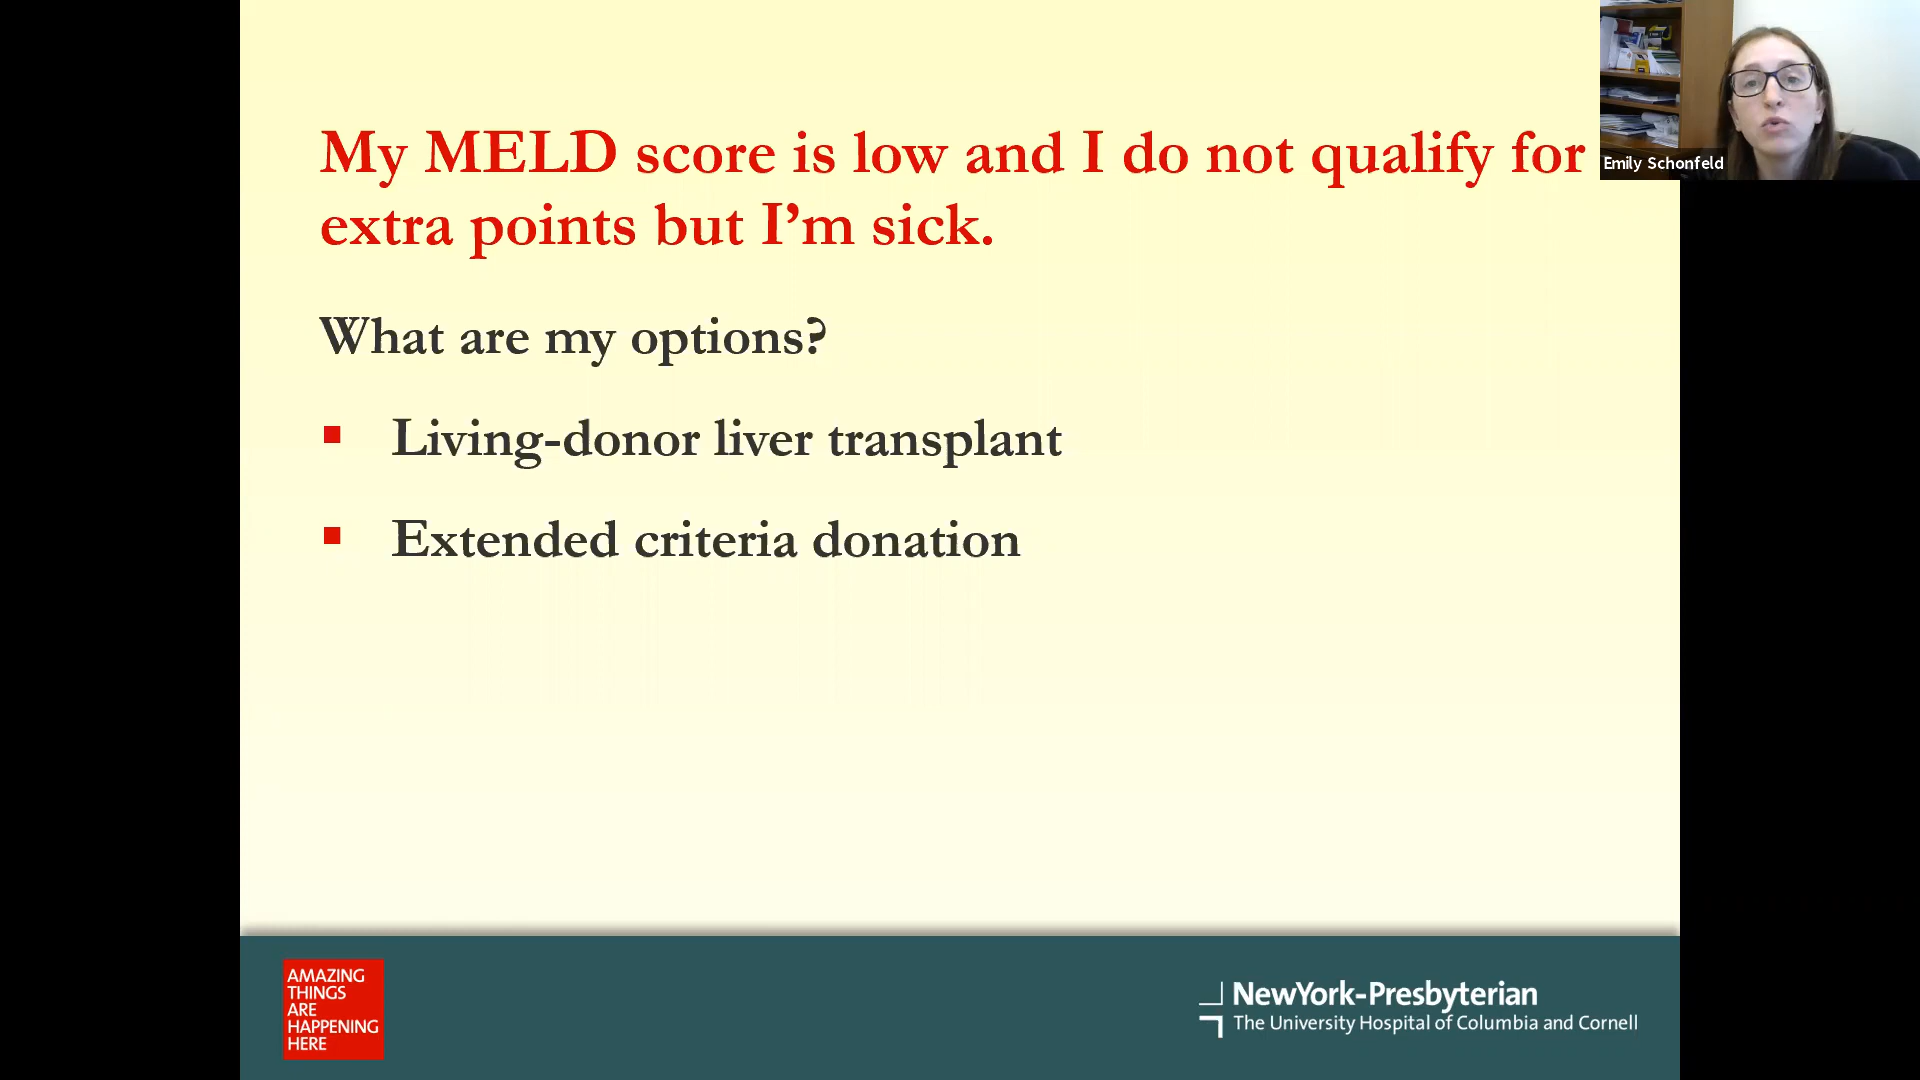 My MELD score is low and I do not qualify for
extra points but I’m sick.
Emily Schonfeld
What are my options?
▪ Living-donor liver transplant
▪ Extended criteria donation
AMAZING
THINGS
ARE
HAPPENING
HERE
NewYork-Presbyterian
The University Hospital of Columbia and Cornell